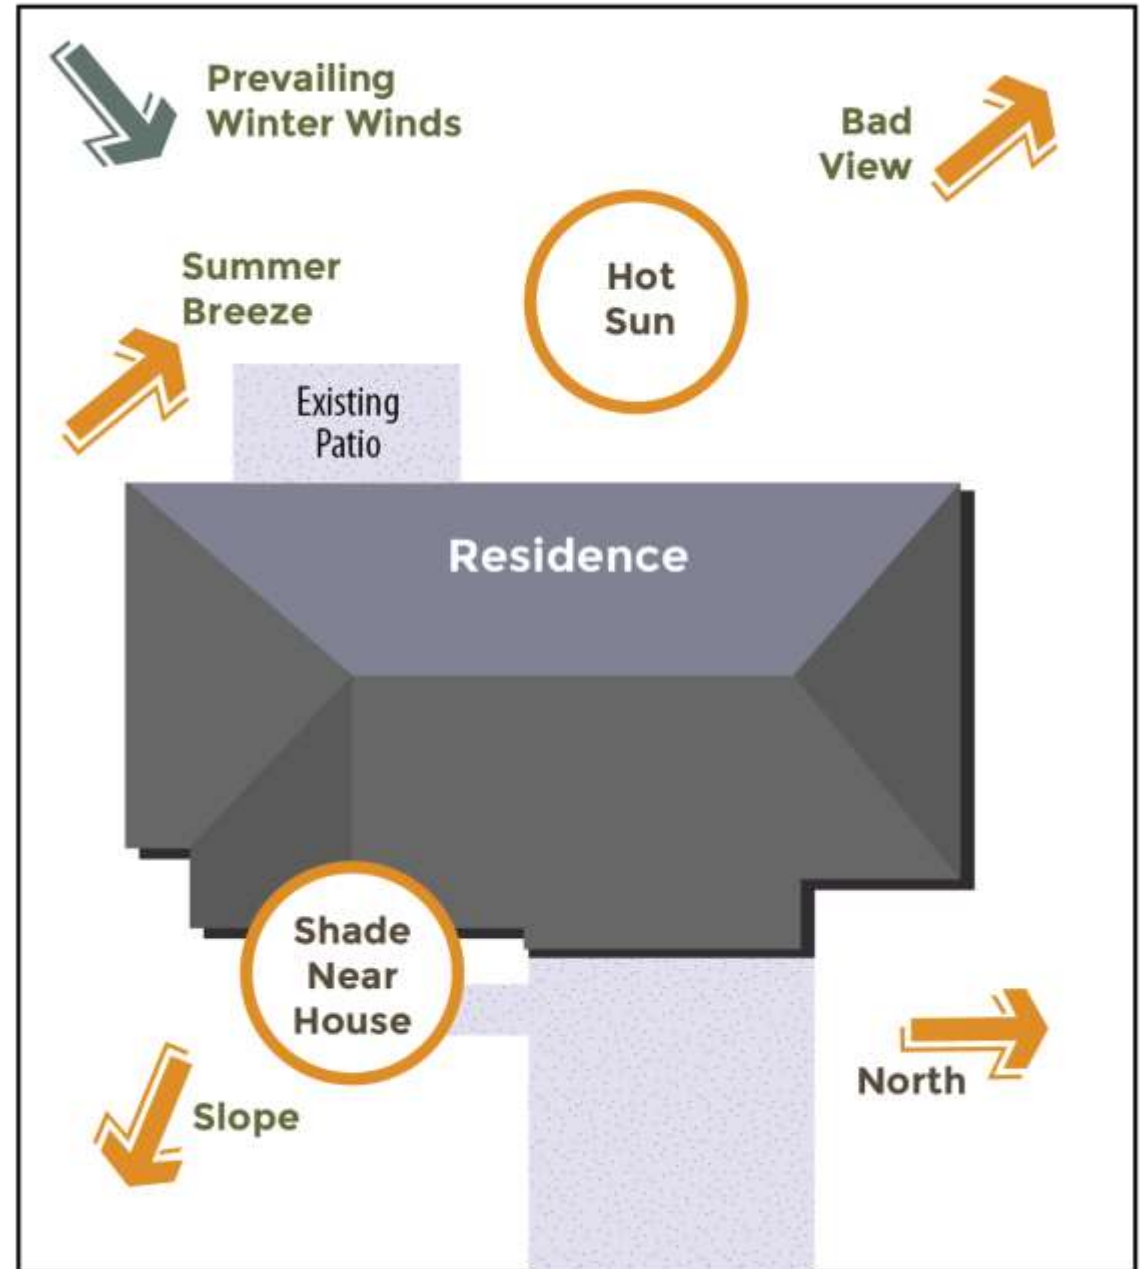 Prevailing
Winter Winds
Bad
View
Summer
Breeze
Hot
Sun
Existing
Patio
Residence
Shade
Near
House
North
Slope